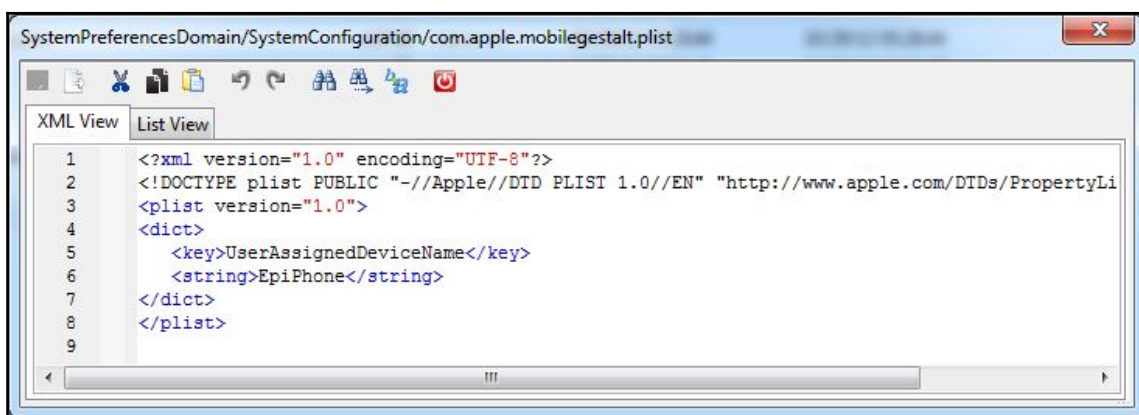 SystemPreferencesDomain/SystemConfiguration/com.apple.mobilegestalt.plist
XML View List View
1 <?xml version="1.0" encoding="UTF-8"?>
2 <!DOCTYPE plist PUBLIC "-//Apple//DTD PLIST 1.0//EN" "http://www.apple.com/DTDs/PropertyLi
3 <plist version="1.0">
4 <dict>
5 <key>UserAssignedDeviceName</key>
6 <string>EpiPhone</string>
7 </dict>
8 </plist>
9